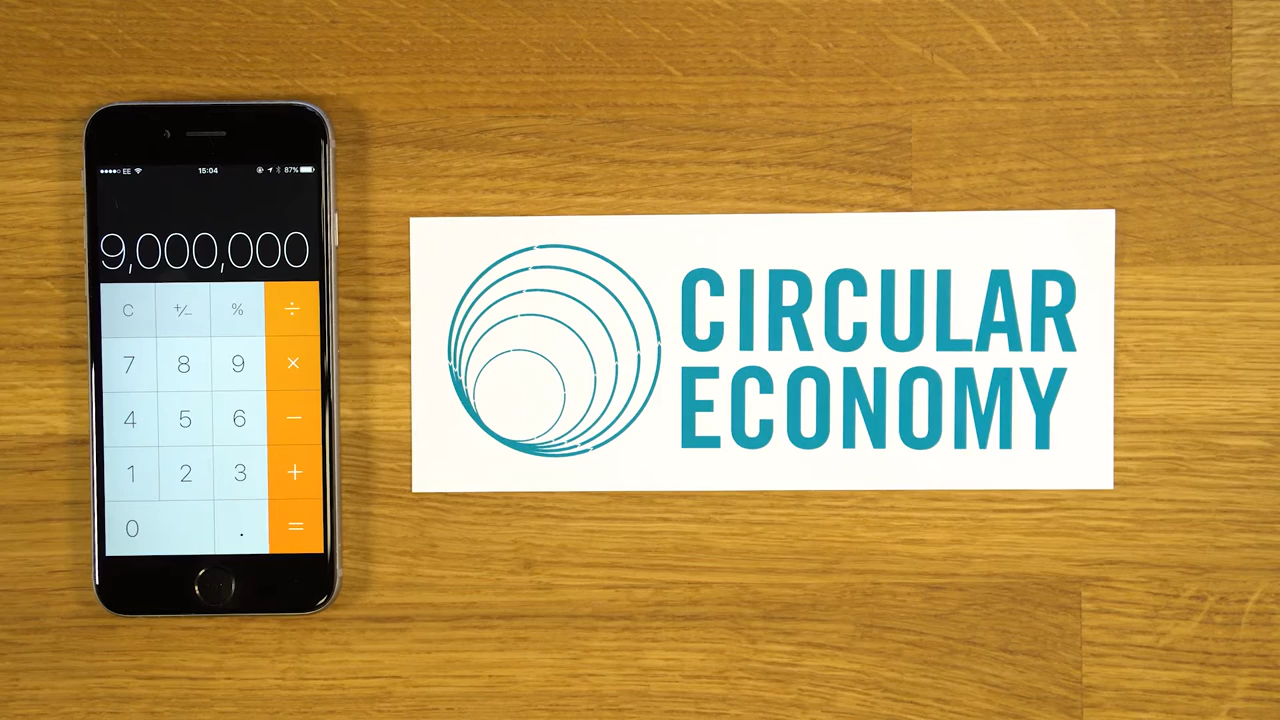 EE 15:04 87%
9,000,000
C +/− % ÷
7 8 9 ×
4 5 6 −
1 2 3 +
0 . =
CIRCULAR
ECONOMY